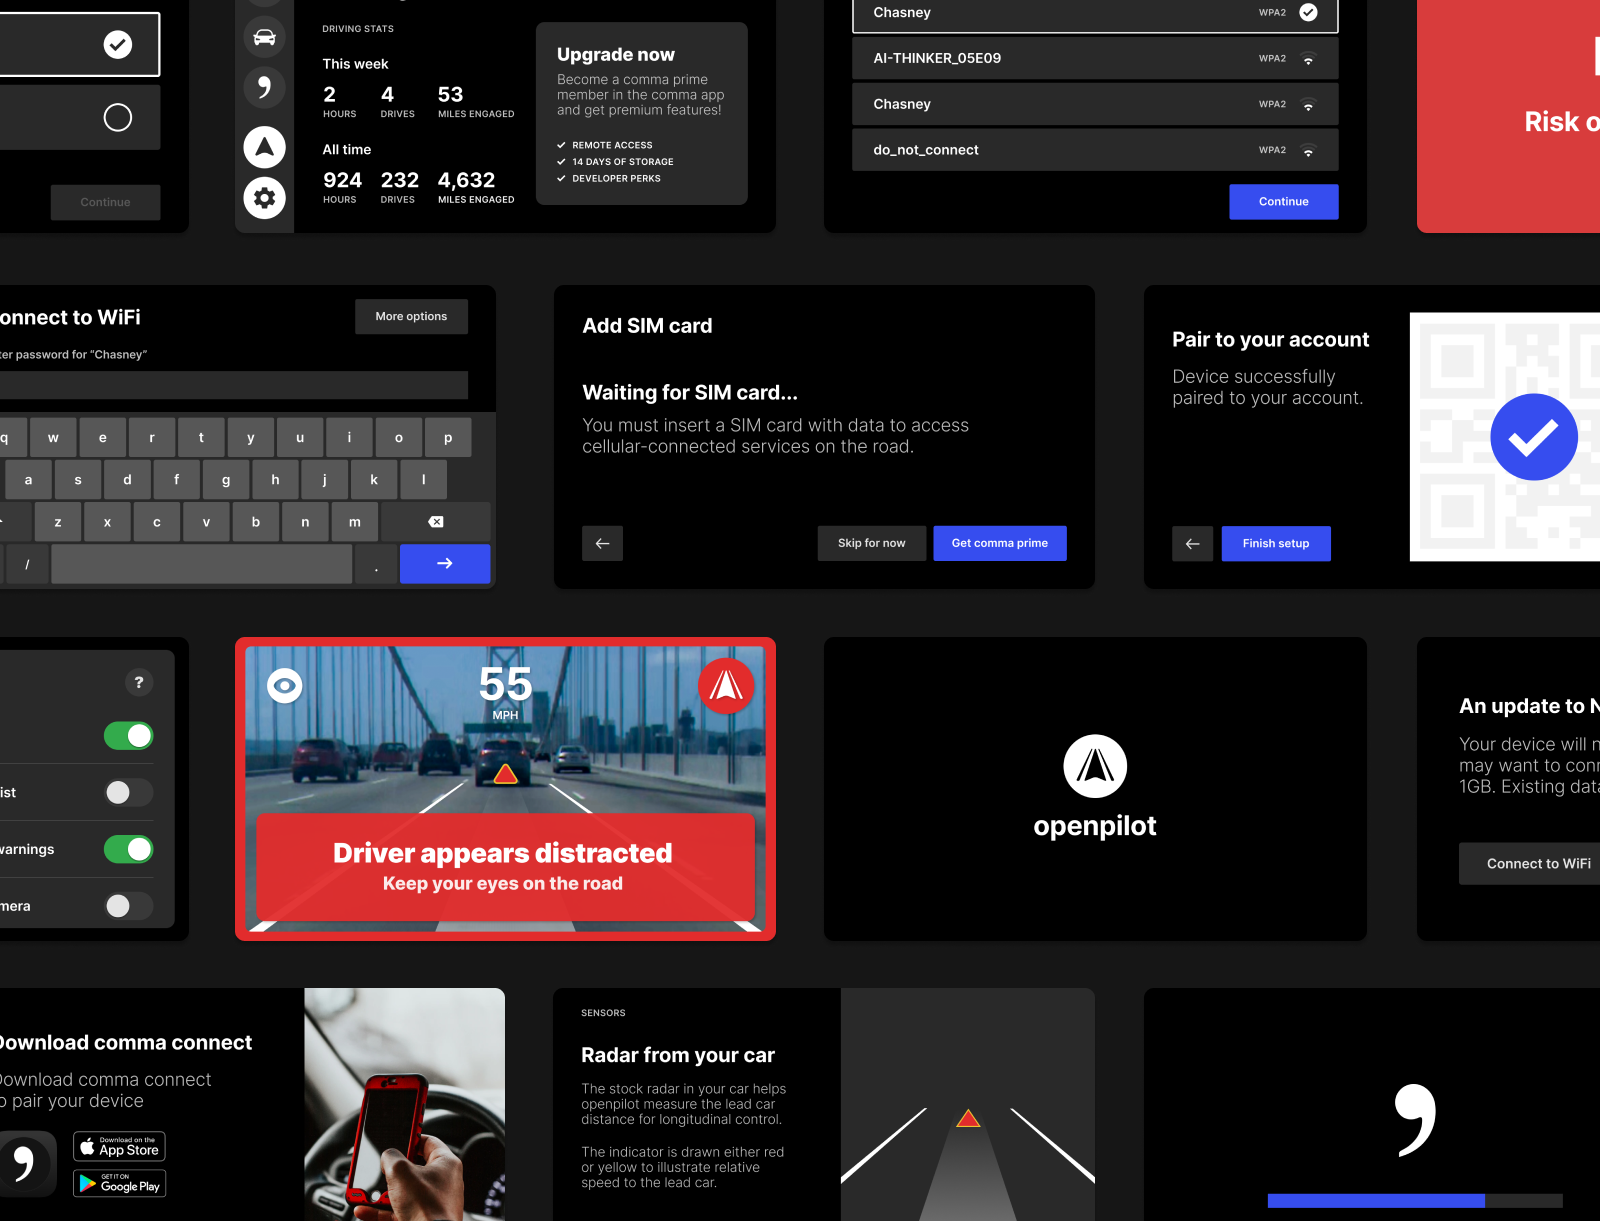 Continue
DRIVING STATS
This week
2 4 53
HOURS DRIVES MILES ENGAGED
All time
924 232 4,632
HOURS DRIVES MILES ENGAGED
Upgrade now
Become a comma prime
member in the comma app
and get premium features!
REMOTE ACCESS
14 DAYS OF STORAGE
DEVELOPER PERKS
Chasney WPA2
AI-THINKER_05E09 WPA2
Chasney WPA2
do_not_connect WPA2
Continue
Risk o
onnect to WiFi
More options
ter password for “Chasney”
q w e r t y u i o p
a s d f g h j k l
z x c v b n m
/ .
Add SIM card
Waiting for SIM card...
You must insert a SIM card with data to access
cellular-connected services on the road.
Skip for now
Get comma prime
Pair to your account
Device successfully
paired to your account.
Finish setup
?
ist
varnings
mera
55
MPH
Driver appears distracted
Keep your eyes on the road
openpilot
An update to N
Your device will n
may want to conn
1GB. Existing data
Connect to WiFi
Download comma connect
Download comma connect
o pair your device
Download on the
App Store
GET IT ON
Google Play
SENSORS
Radar from your car
The stock radar in your car helps
openpilot measure the lead car
distance for longitudinal control.
The indicator is drawn either red
or yellow to illustrate relative
speed to the lead car.